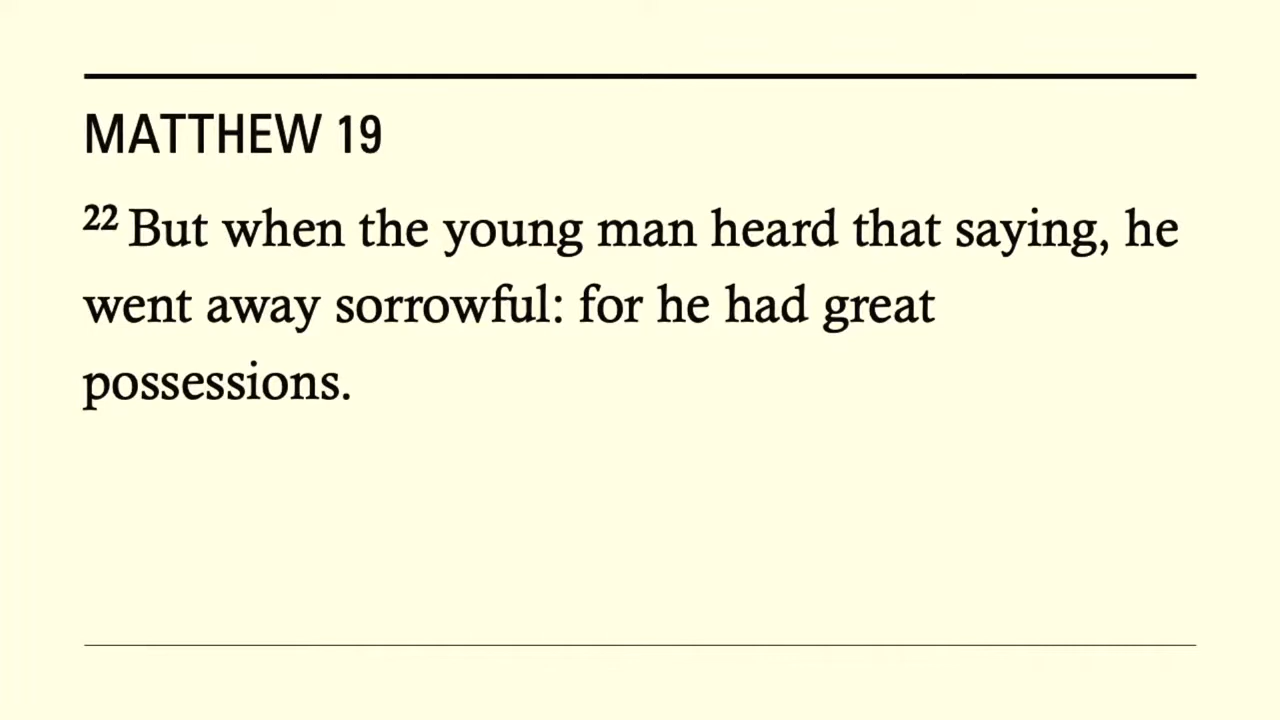 MATTHEW 19
22 But when the young man heard that saying, he
went away sorrowful: for he had great
possessions.